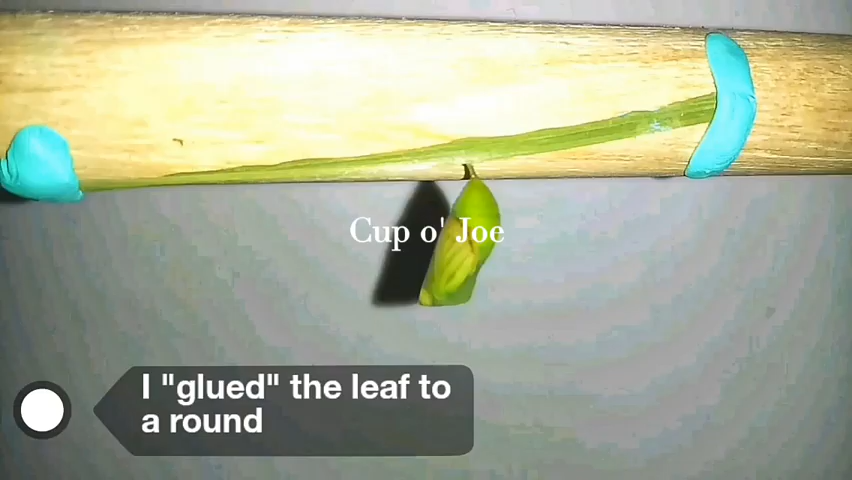 Cup o' Joe
I "glued" the leaf to
a round